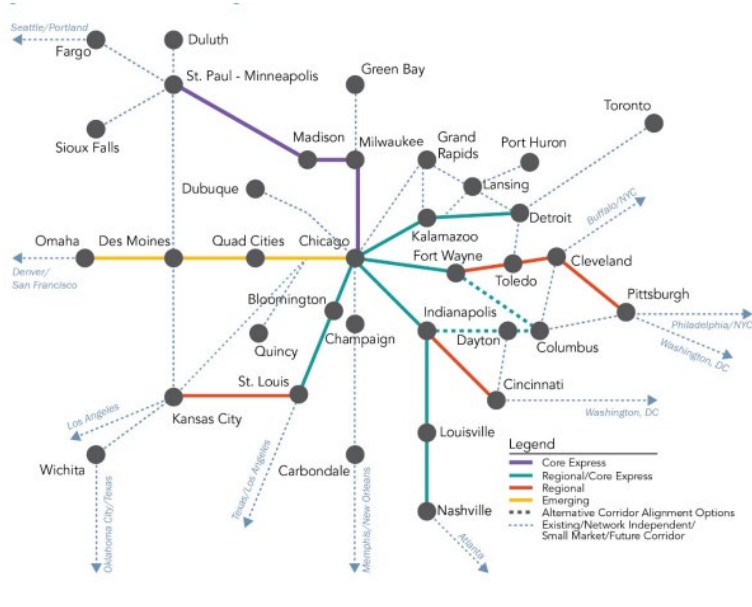 Seattle/Portland
Fargo
Duluth
St. Paul - Minneapolis
Green Bay
Toronto
Sioux Falls
Madison
Milwaukee
Grand
Rapids
Port Huron
Dubuque
Lansing
Detroit
Buffalo/NYC
Kalamazoo
Omaha
Des Moines
Quad Cities
Chicago
Fort Wayne
Toledo
Cleveland
Denver/
San Francisco
Bloomington
Indianapolis
Pittsburgh
Philadelphia/NYC
Washington, DC
Quincy
Champaign
Dayton
Columbus
St. Louis
Cincinnati
Washington, DC
Los Angeles
Kansas City
Louisville
Wichita
Carbondale
Texas/Los Angeles
Oklahoma City/Texas
Memphis/New Orleans
Nashville
Atlanta
Legend
Core Express
Regional/Core Express
Regional
Emerging
Alternative Corridor Alignment Options
Existing/Network Independent/
Small Market/Future Corridor